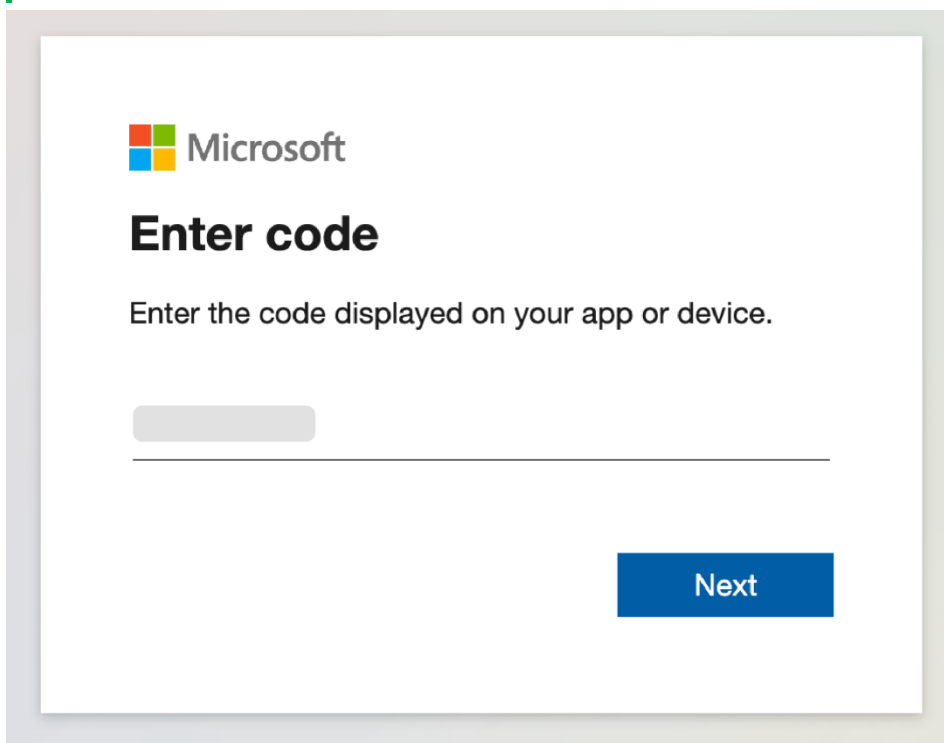 Microsoft
Enter code
Enter the code displayed on your app or device.
Next